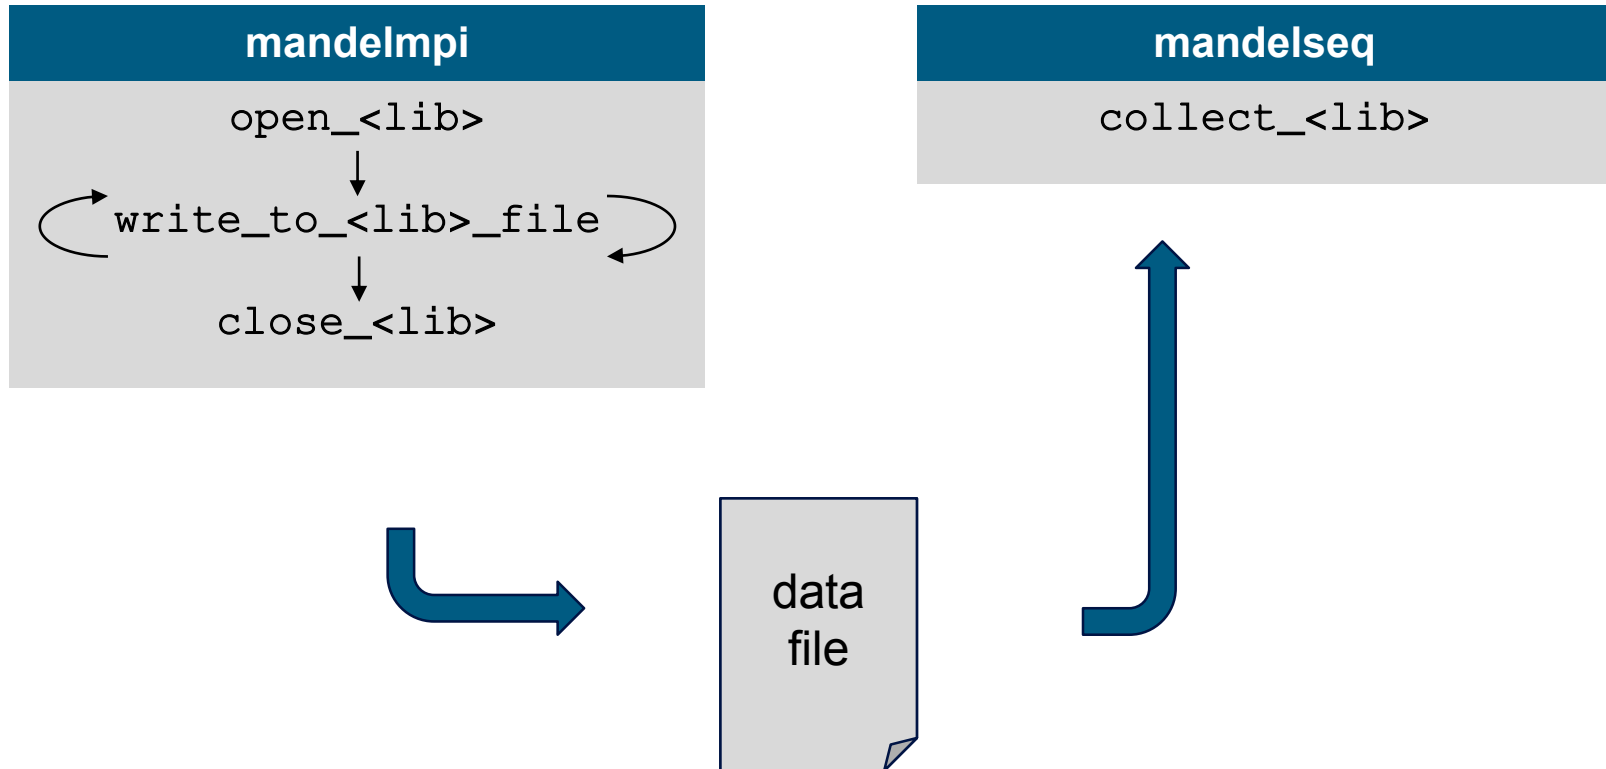 mandelmpi
open_<lib>
write_to_<lib>_file
close_<lib>
mandelseq
collect_<lib>
data
file